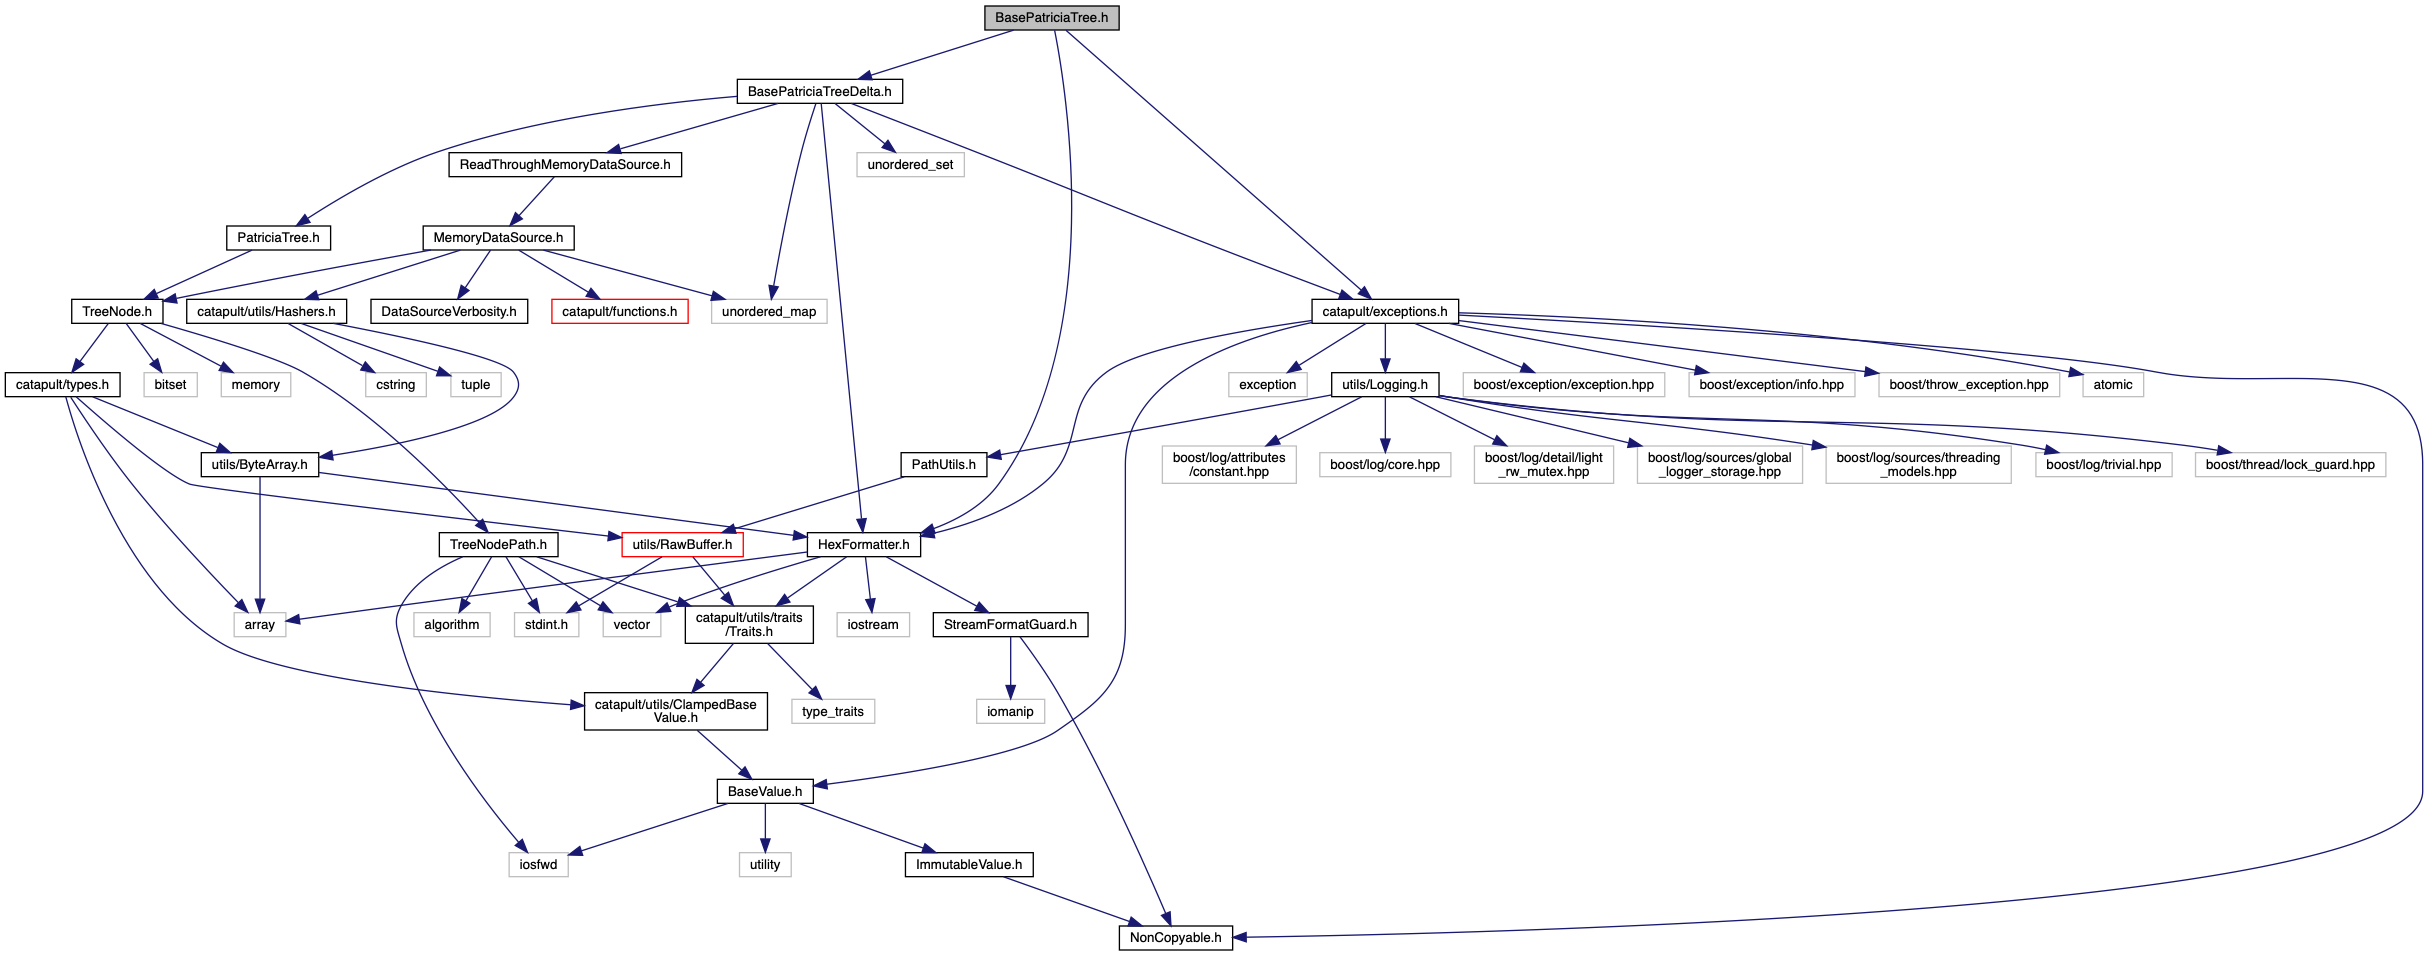 BasePatriciaTree.h
BasePatriciaTreeDelta.h
ReadThroughMemoryDataSource.h
unordered_set
PatriciaTree.h
MemoryDataSource.h
TreeNode.h
catapult/utils/Hashers.h
DataSourceVerbosity.h
catapult/functions.h
unordered_map
catapult/exceptions.h
catapult/types.h
bitset
memory
cstring
tuple
exception
utils/Logging.h
boost/exception/exception.hpp
boost/exception/info.hpp
boost/throw_exception.hpp
atomic
utils/ByteArray.h
PathUtils.h
boost/log/attributes
/constant.hpp
boost/log/core.hpp
boost/log/detail/light
_rw_mutex.hpp
boost/log/sources/global
_logger_storage.hpp
boost/log/sources/threading
_models.hpp
boost/log/trivial.hpp
boost/thread/lock_guard.hpp
TreeNodePath.h
utils/RawBuffer.h
HexFormatter.h
array
algorithm
stdint.h
vector
catapult/utils/traits
/Traits.h
iostream
StreamFormatGuard.h
catapult/utils/ClampedBase
Value.h
type_traits
iomanip
BaseValue.h
iosfwd
utility
ImmutableValue.h
NonCopyable.h